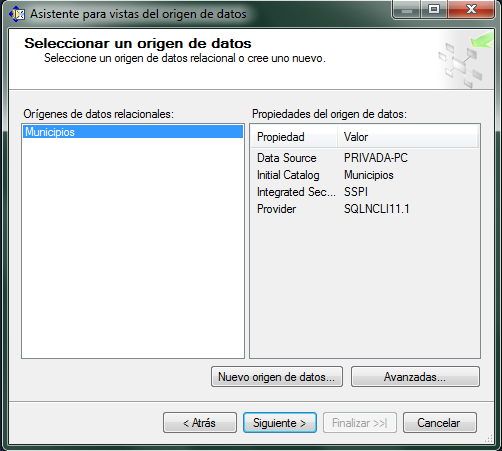 Asistente para vistas del origen de datos
Seleccionar un origen de datos
Seleccione un origen de datos relacional o cree uno nuevo.
Orígenes de datos relacionales:
Municipios
Propiedades del origen de datos:
Propiedad Valor
Data Source PRIVADA-PC
Initial Catalog Municipios
Integrated Sec... SSPI
Provider SQLNCLI11.1
Nuevo origen de datos... Avanzadas...
< Atrás Siguiente > Finalizar >>| Cancelar